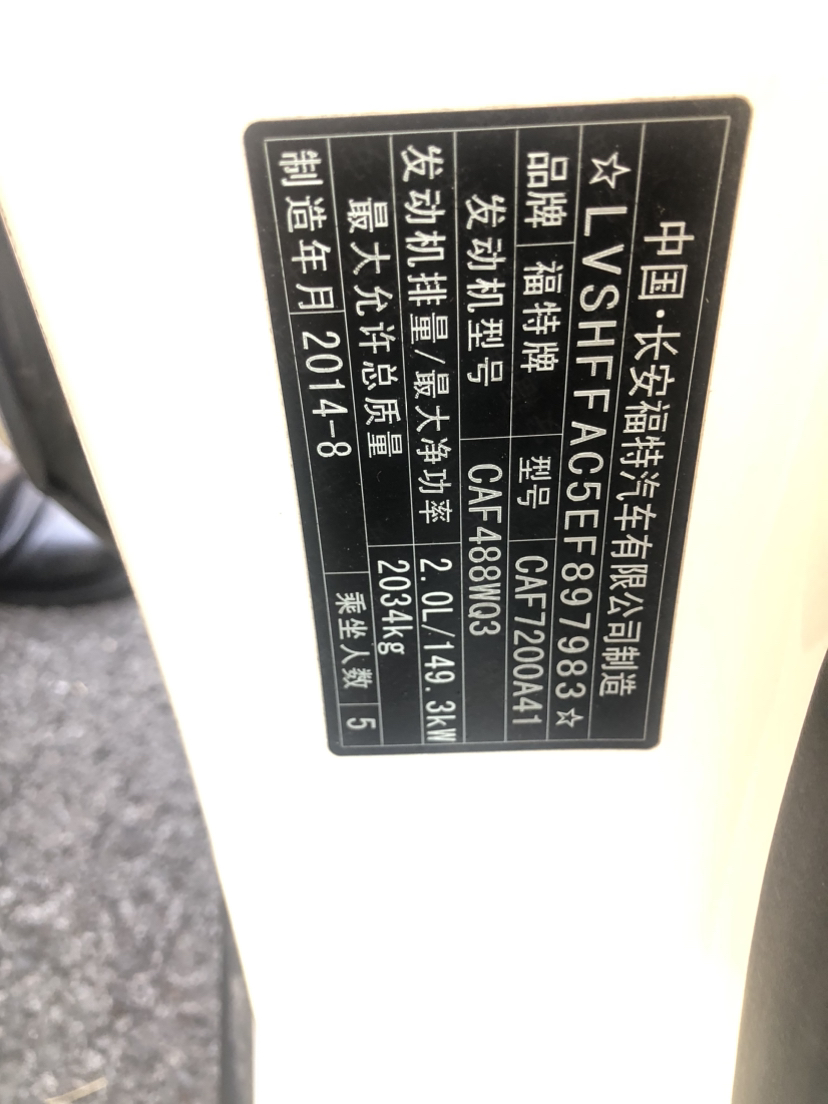 中国·长安福特汽车有限公司制造
☆LVSHFFAC5EF897983☆
品牌 福特牌 型号 CAF7200A41
发动机型号 CAF488WQ3
发动机排量/最大净功率 2.0L/149.3kW
最大允许总质量 2034kg
制造年月 2014-8 乘坐人数 5